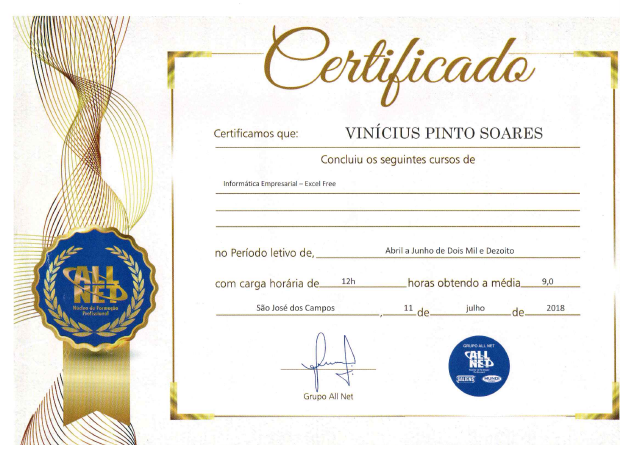 Certificado
Certificamos que: VINÍCIUS PINTO SOARES
Concluiu os seguintes cursos de
Informática Empresarial – Excel Free
no Período letivo de, Abril a Junho de Dois Mil e Dezoito
com carga horária de 12h horas obtendo a média 9,0
São José dos Campos , 11 de julho de 2018
ALL
NET
Núcleo de Formação
Profissional
Grupo All Net
GRUPO ALL NET
ALL
NET